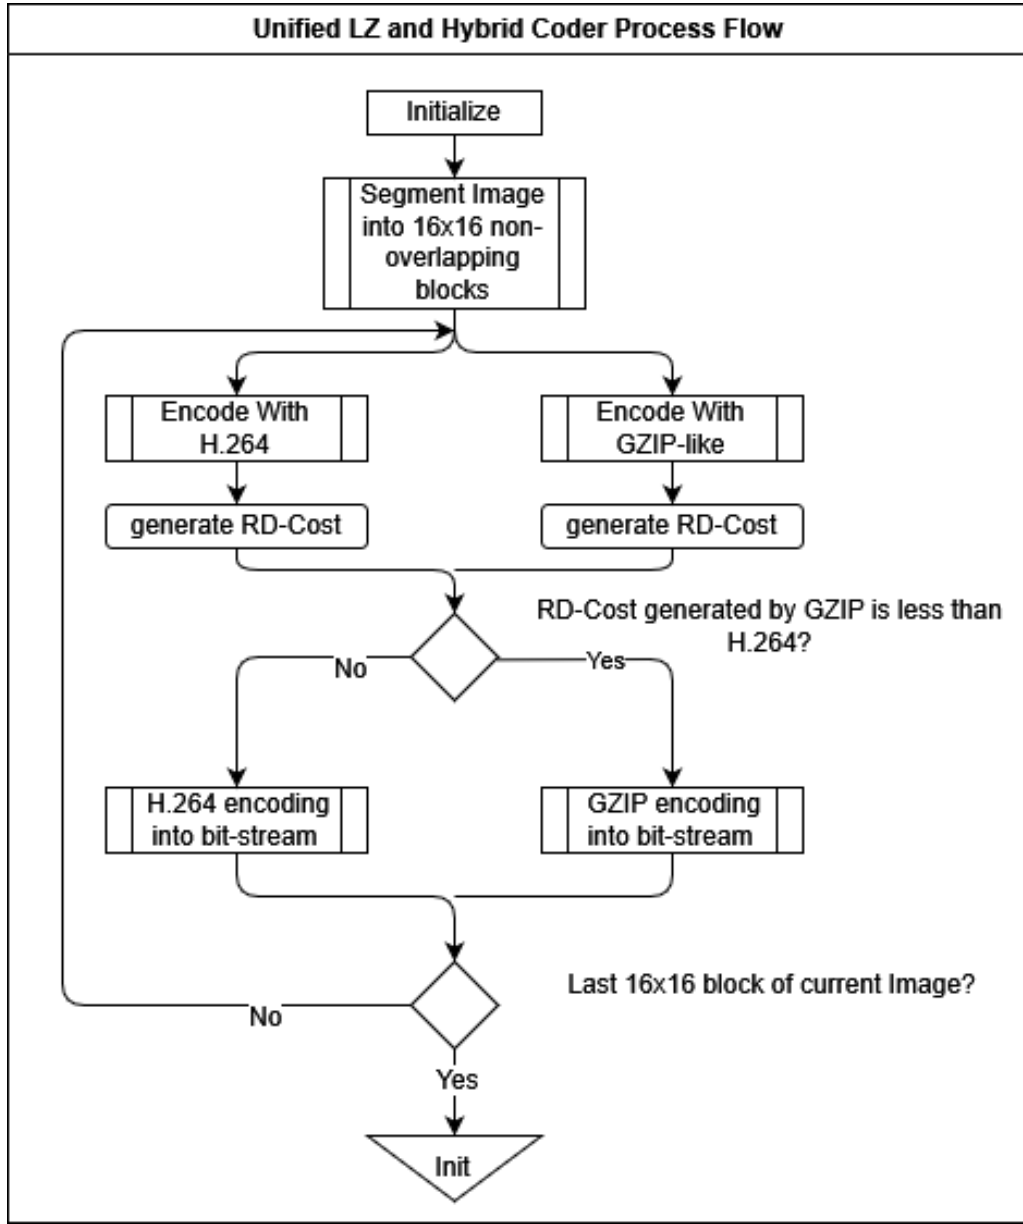 Unified LZ and Hybrid Coder Process Flow
Initialize
Segment Image
into 16x16 non-
overlapping
blocks
Encode With
H.264
Encode With
GZIP-like
generate RD-Cost
generate RD-Cost
RD-Cost generated by GZIP is less than
H.264?
No
Yes
H.264 encoding
into bit-stream
GZIP encoding
into bit-stream
Last 16x16 block of current Image?
No
Yes
Init